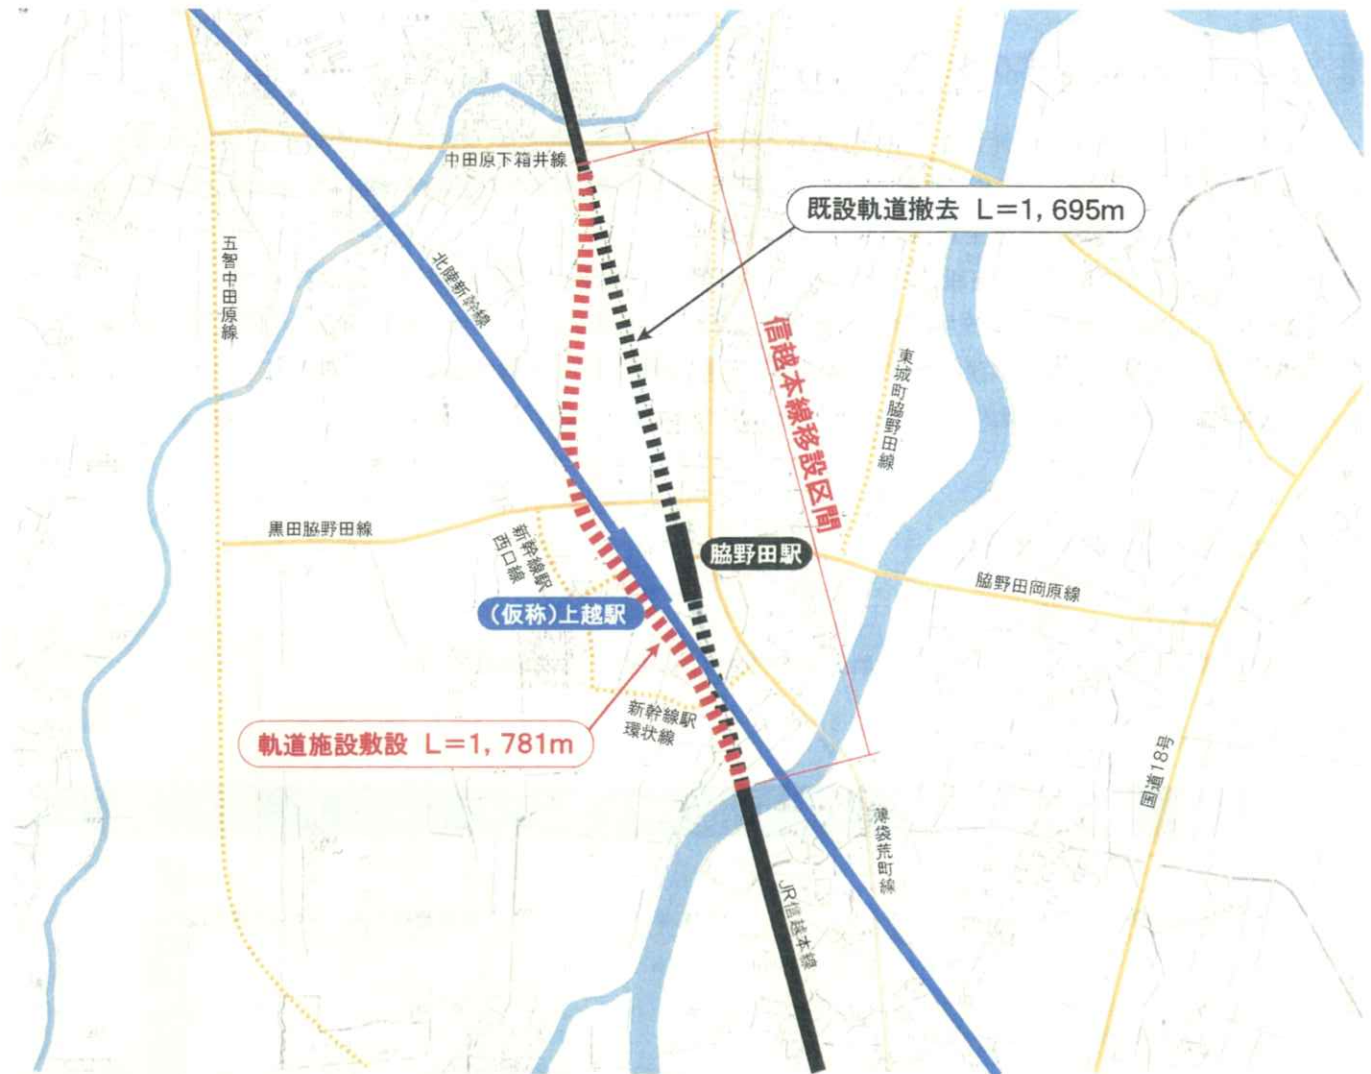 中田原下箱井線
既設軌道撤去 L=1,695m
五智中田原線
北陸新幹線
信越本線移設区間
東城町脇野田線
黒田脇野田線
新幹線駅
西口線
脇野田駅
脇野田岡原線
(仮称)上越駅
新幹線駅
環状線
軌道施設敷設 L=1,781m
国道18号
薄袋荒町線
JR信越本線